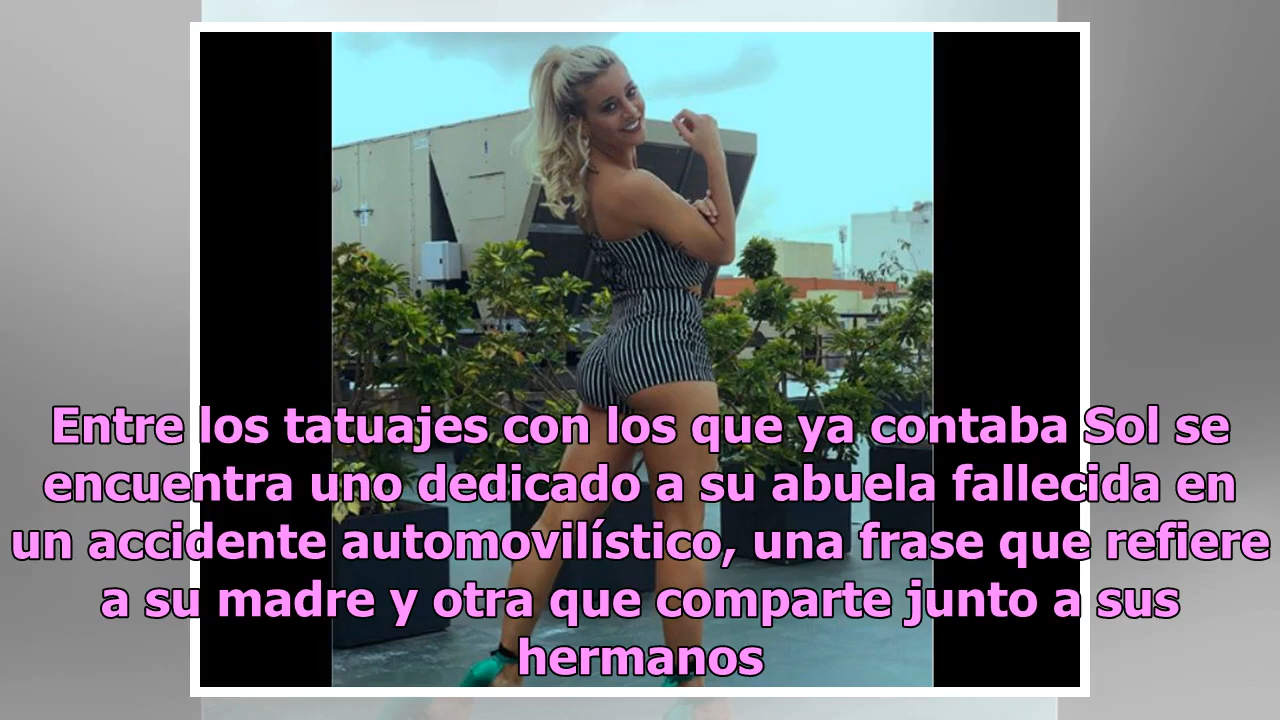 Entre los tatuajes con los que ya contaba Sol se
encuentra uno dedicado a su abuela fallecida en
un accidente automovilístico, una frase que refiere
a su madre y otra que comparte junto a sus
hermanos